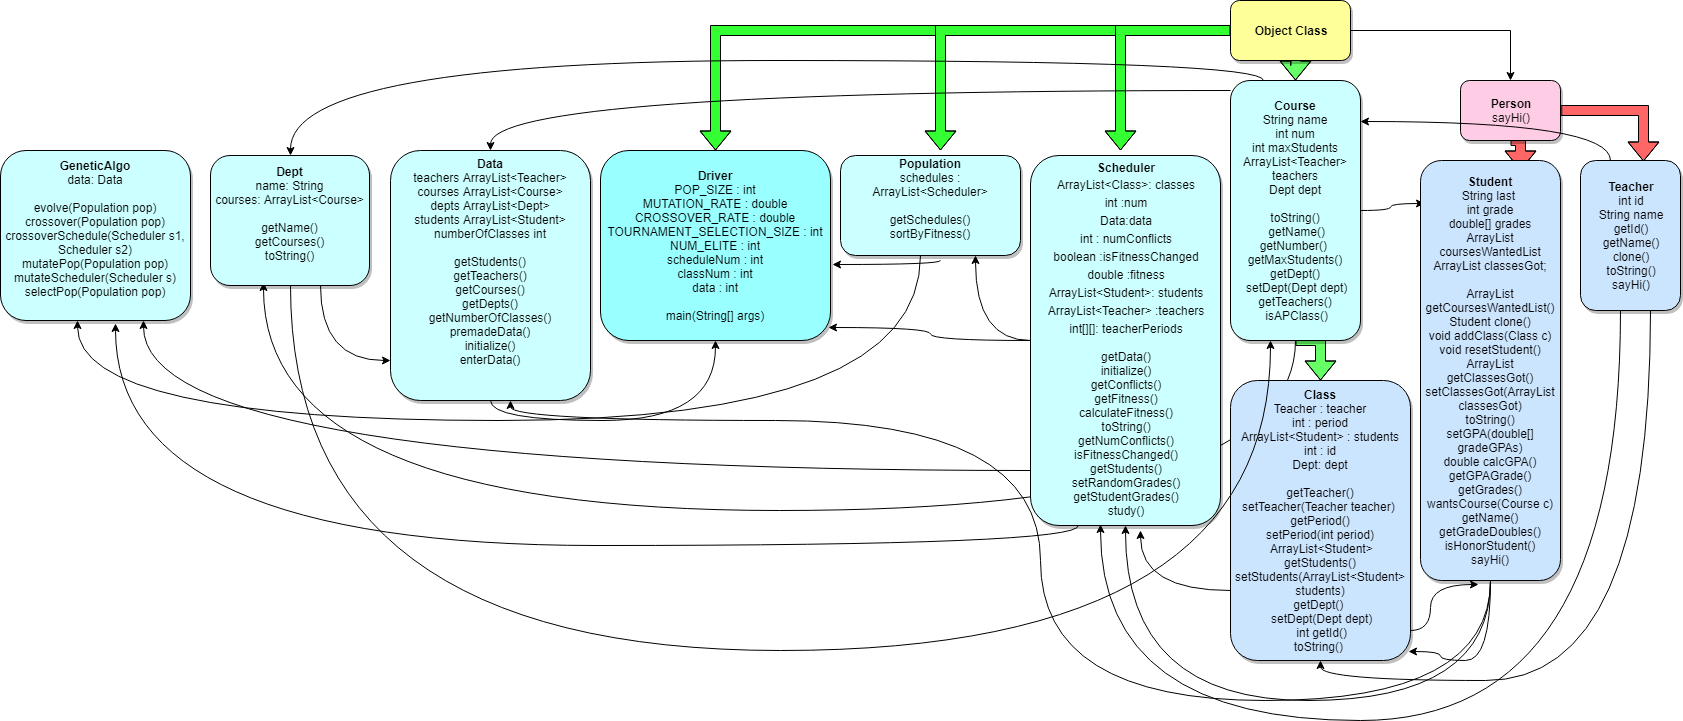 Object Class
Person
sayHi()
Course
String name
int num
int maxStudents
ArrayList<Teacher>
teachers
Dept dept
toString()
getName()
getNumber()
getMaxStudents()
getDept()
setDept(Dept dept)
getTeachers()
isAPClass()
GeneticAlgo
data: Data
evolve(Population pop)
crossover(Population pop)
crossoverSchedule(Scheduler s1,
Scheduler s2)
mutatePop(Population pop)
mutateScheduler(Scheduler s)
selectPop(Population pop)
Dept
name: String
courses: ArrayList<Course>
getName()
getCourses()
toString()
Data
teachers ArrayList<Teacher>
courses ArrayList<Course>
depts ArrayList<Dept>
students ArrayList<Student>
numberOfClasses int
getStudents()
getTeachers()
getCourses()
getDepts()
getNumberOfClasses()
premadeData()
initialize()
enterData()
Driver
POP_SIZE : int
MUTATION_RATE : double
CROSSOVER_RATE : double
TOURNAMENT_SELECTION_SIZE : int
NUM_ELITE : int
scheduleNum : int
classNum : int
data : int
main(String[] args)
Population
schedules :
ArrayList<Scheduler>
getSchedules()
sortByFitness()
Scheduler
ArrayList<Class>: classes
int :num
Data:data
int : numConflicts
boolean :isFitnessChanged
double :fitness
ArrayList<Student>: students
ArrayList<Teacher> :teachers
int[][]: teacherPeriods
getData()
initialize()
getConflicts()
getFitness()
calculateFitness()
toString()
getNumConflicts()
isFitnessChanged()
getStudents()
setRandomGrades()
getStudentGrades()
study()
Class
Teacher : teacher
int : period
ArrayList<Student> : students
int : id
Dept: dept
getTeacher()
setTeacher(Teacher teacher)
getPeriod()
setPeriod(int period)
ArrayList<Student>
getStudents()
setStudents(ArrayList<Student>
students)
getDept()
setDept(Dept dept)
int getId()
toString()
Student
String last
int grade
double[] grades
ArrayList
coursesWantedList
ArrayList classesGot;
ArrayList
getCoursesWantedList()
Student clone()
void addClass(Class c)
void resetStudent()
ArrayList
getClassesGot()
setClassesGot(ArrayList
classesGot)
toString()
setGPA(double[]
gradeGPAs)
double calcGPA()
getGPAGrade()
getGrades()
wantsCourse(Course c)
getName()
getGradeDoubles()
isHonorStudent()
sayHi()
Teacher
int id
String name
getId()
getName()
clone()
toString()
sayHi()